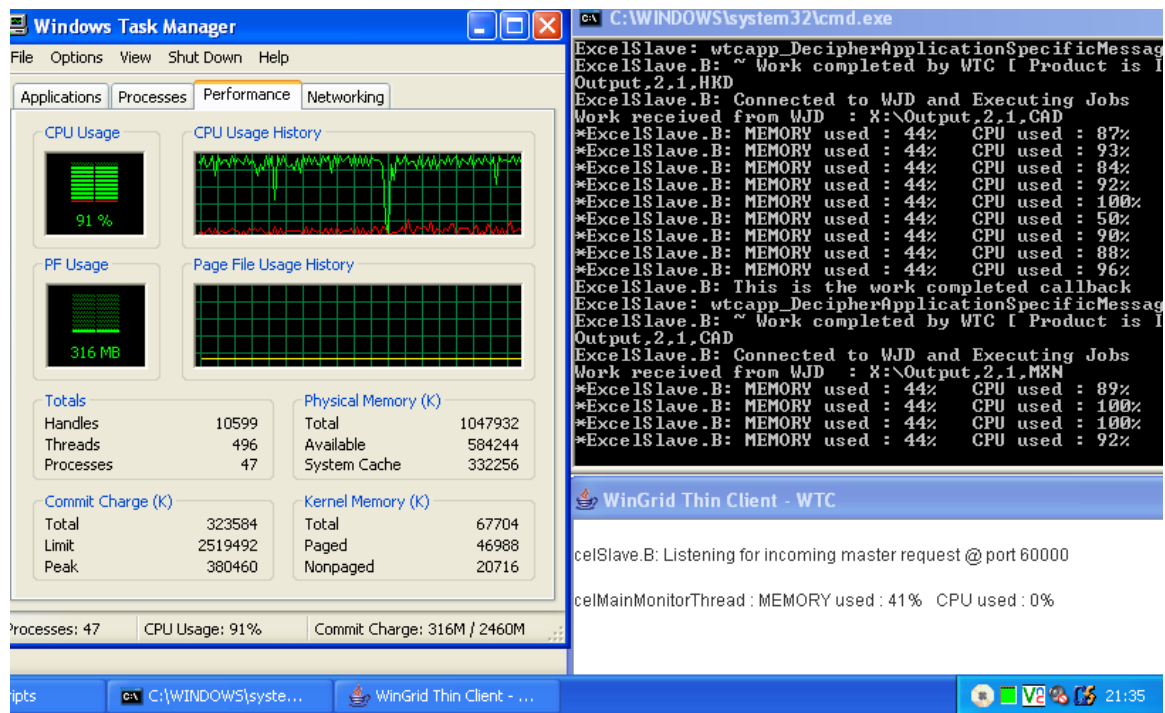 Windows Task Manager
File Options View Shut Down Help
Applications Processes Performance Networking
CPU Usage CPU Usage History
91 %
PF Usage Page File Usage History
316 MB
Totals
Handles 10599
Threads 496
Processes 47
Physical Memory (K)
Total 1047932
Available 584244
System Cache 332256
Commit Charge (K)
Total 323584
Limit 2519492
Peak 380460
Kernel Memory (K)
Total 67704
Paged 46988
Nonpaged 20716
Processes: 47 CPU Usage: 91% Commit Charge: 316M / 2460M
C:\WINDOWS\system32\cmd.exe
ExcelSlave: wtcapp_DecipherApplicationSpecificMessag
ExcelSlave.B: ~ Work completed by WTC [ Product is I
Output,2,1,HKD
ExcelSlave.B: Connected to WJD and Executing Jobs
Work received from WJD : X:\Output,2,1,CAD
*ExcelSlave.B: MEMORY used : 44% CPU used : 87%
*ExcelSlave.B: MEMORY used : 44% CPU used : 93%
*ExcelSlave.B: MEMORY used : 44% CPU used : 84%
*ExcelSlave.B: MEMORY used : 44% CPU used : 92%
*ExcelSlave.B: MEMORY used : 44% CPU used : 100%
*ExcelSlave.B: MEMORY used : 44% CPU used : 50%
*ExcelSlave.B: MEMORY used : 44% CPU used : 90%
*ExcelSlave.B: MEMORY used : 44% CPU used : 88%
*ExcelSlave.B: MEMORY used : 44% CPU used : 96%
ExcelSlave.B: This is the work completed callback
ExcelSlave: wtcapp_DecipherApplicationSpecificMessag
ExcelSlave.B: ~ Work completed by WTC [ Product is I
Output,2,1,CAD
ExcelSlave.B: Connected to WJD and Executing Jobs
Work received from WJD : X:\Output,2,1,MXN
*ExcelSlave.B: MEMORY used : 44% CPU used : 89%
*ExcelSlave.B: MEMORY used : 44% CPU used : 100%
*ExcelSlave.B: MEMORY used : 44% CPU used : 100%
*ExcelSlave.B: MEMORY used : 44% CPU used : 92%
WinGrid Thin Client - WTC
celSlave.B: Listening for incoming master request @ port 60000
celMainMonitorThread : MEMORY used : 41% CPU used : 0%
ripts C:\WINDOWS\syste... WinGrid Thin Client - ... 21:35